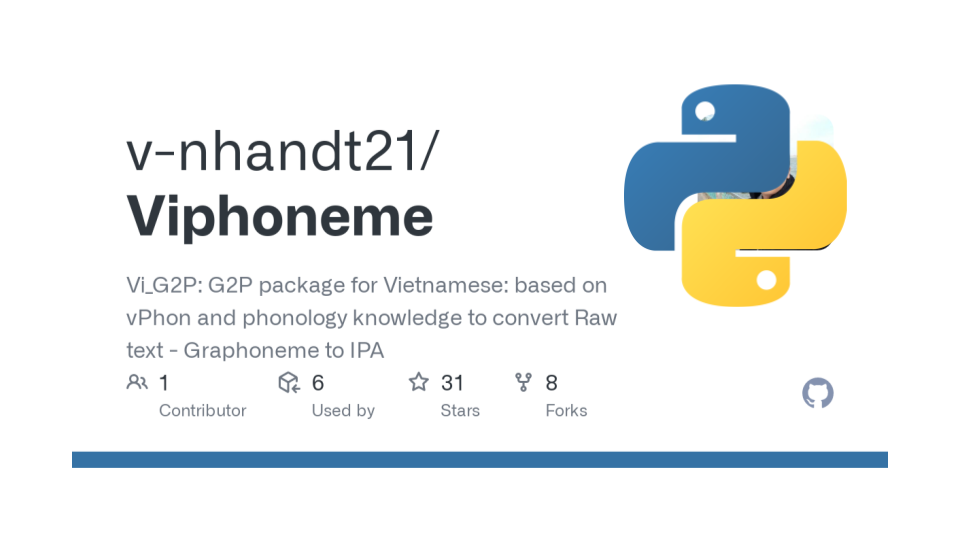 v-nhandt21/
Viphoneme
Vi_G2P: G2P package for Vietnamese: based on
vPhon and phonology knowledge to convert Raw
text - Graphoneme to IPA
1 6 31 8
Contributor Used by Stars Forks